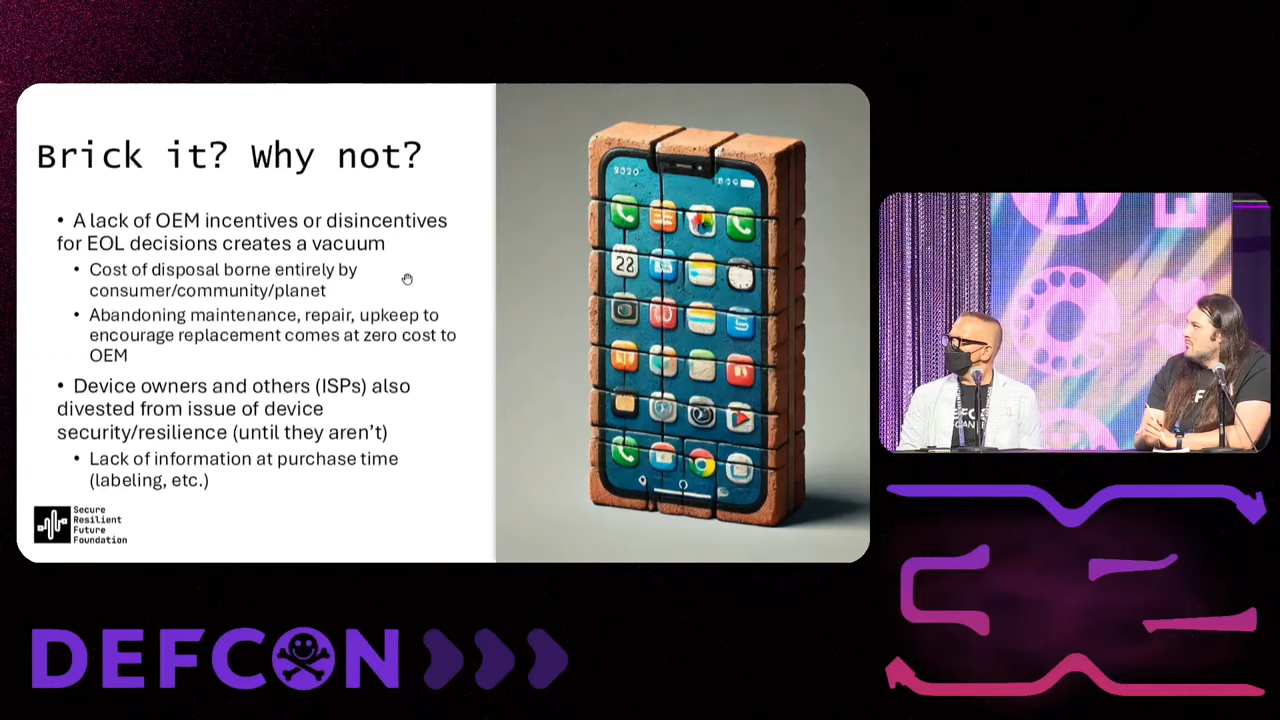 Brick it? Why not?
• A lack of OEM incentives or disincentives
for EOL decisions creates a vacuum
• Cost of disposal borne entirely by
consumer/community/planet
• Abandoning maintenance, repair, upkeep to
encourage replacement comes at zero cost to
OEM
• Device owners and others (ISPs) also
divested from issue of device
security/resilience (until they aren't)
• Lack of information at purchase time
(labeling, etc.)
Secure
Resilient
Future
Foundation
28
DEFCON